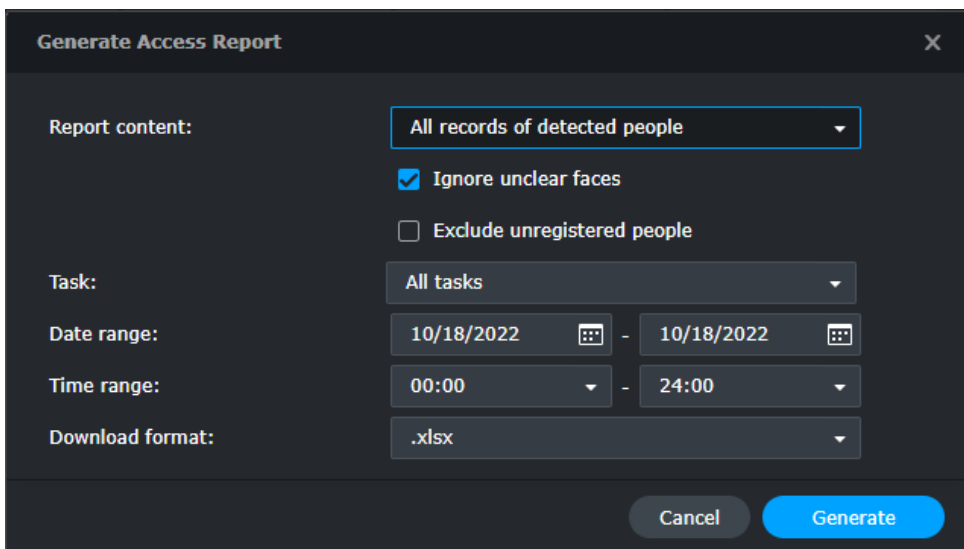 Generate Access Report X
Report content: All records of detected people
Ignore unclear faces
Exclude unregistered people
Task: All tasks
Date range: 10/18/2022 - 10/18/2022
Time range: 00:00 - 24:00
Download format: .xlsx
Cancel Generate